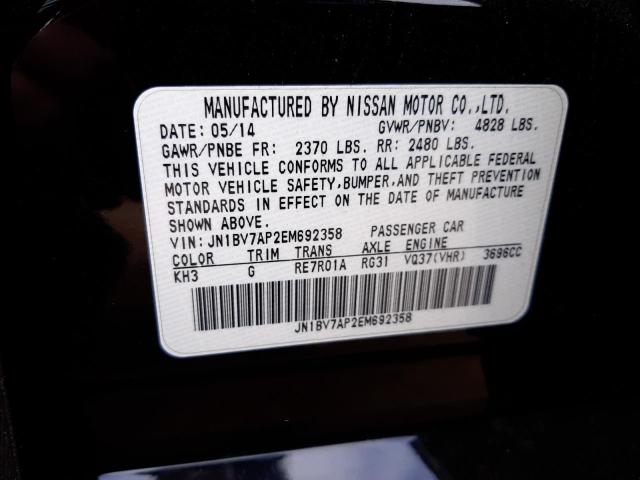 MANUFACTURED BY NISSAN MOTOR CO.,LTD.
DATE: 05/14 GVWR/PNBV: 4828 LBS.
GAWR/PNBE FR: 2370 LBS. RR: 2480 LBS.
THIS VEHICLE CONFORMS TO ALL APPLICABLE FEDERAL
MOTOR VEHICLE SAFETY,BUMPER,AND THEFT PREVENTION
STANDARDS IN EFFECT ON THE DATE OF MANUFACTURE
SHOWN ABOVE.
VIN: JN1BV7AP2EM692358 PASSENGER CAR
COLOR TRIM TRANS AXLE ENGINE
KH3 G RE7R01A RG31 VQ37(VHR) 3696CC
JN1BV7AP2EM692358